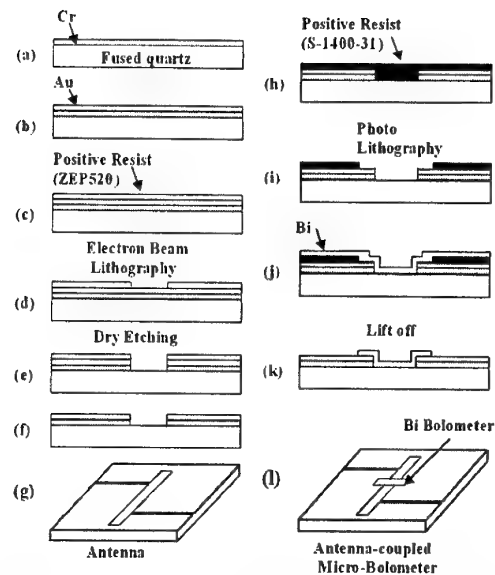 Cr
(a)
Fused quartz
Au
(b)
Positive Resist
(ZEP520)
(c)
Electron Beam
Lithography
(d)
Dry Etching
(e)
(f)
(g)
Antenna
Positive Resist
(S-1400-31)
(h)
Photo
Lithography
(i)
Bi
(j)
Lift off
(k)
Bi Bolometer
(l)
Antenna-coupled
Micro-Bolometer